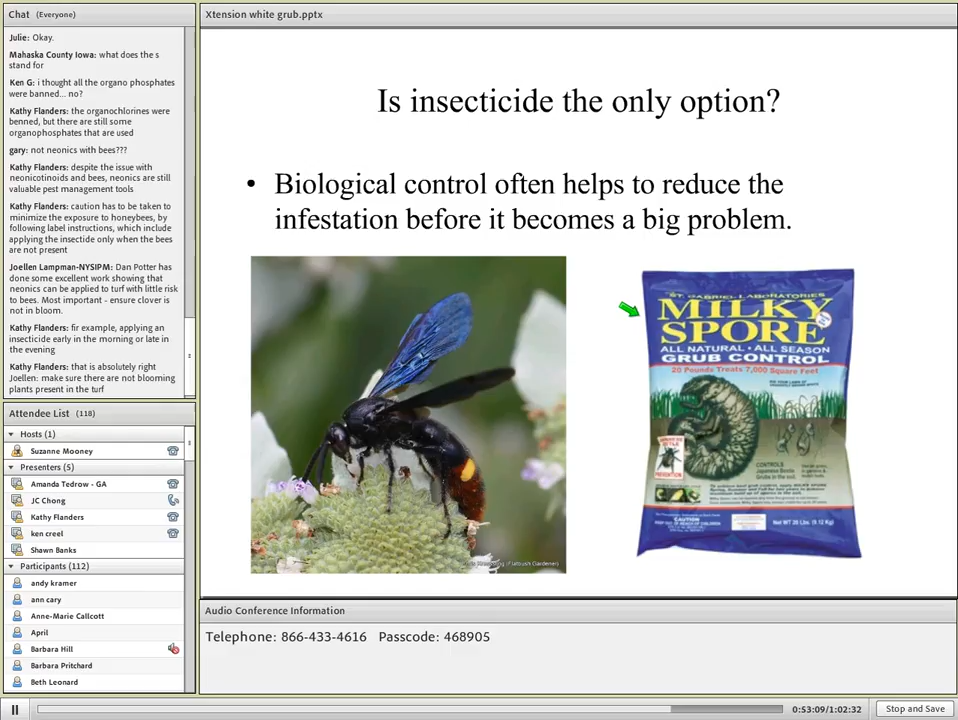 Chat (Everyone)
Julie: Okay.
Mahaska County Iowa: what does the s
stand for
Ken G: i thought all the organo phosphates
were banned... no?
Kathy Flanders: the organochlorines were
benned, but there are still some
organophosphates that are used
gary: not neonics with bees???
Kathy Flanders: despite the issue with
neonicotinoids and bees, neonics are still
valuable pest management tools
Kathy Flanders: caution has to be taken to
minimize the exposure to honeybees, by
following label instructions, which include
applying the insectide only when the bees
are not present
Joellen Lampman-NYSIPM: Dan Potter has
done some excellent work showing that
neonics can be applied to turf with little risk
to bees. Most important - ensure clover is
not in bloom.
Kathy Flanders: fir example, applying an
insecticide early in the morning or late in
the evening
Kathy Flanders: that is absolutely right
Joellen: make sure there are not blooming
plants present in the turf
Attendee List (118)
Hosts (1)
Suzanne Mooney
Presenters (5)
Amanda Tedrow - GA
JC Chong
Kathy Flanders
ken creel
Shawn Banks
Participants (112)
andy kramer
ann cary
Anne-Marie Callcott
April
Barbara Hill
Barbara Pritchard
Beth Leonard
Xtension white grub.pptx
Is insecticide the only option?
• Biological control often helps to reduce the
infestation before it becomes a big problem.
(Flatbush Gardener)
ST. GABRIEL LABORATORIES
MILKY
SPORE
ALL NATURAL • ALL SEASON
GRUB CONTROL
20 Pounds Treats 7,000 Square Feet
CONTROLS
CAUTION
Audio Conference Information
Telephone: 866-433-4616 Passcode: 468905
0:53:09/1:02:32
Stop and Save